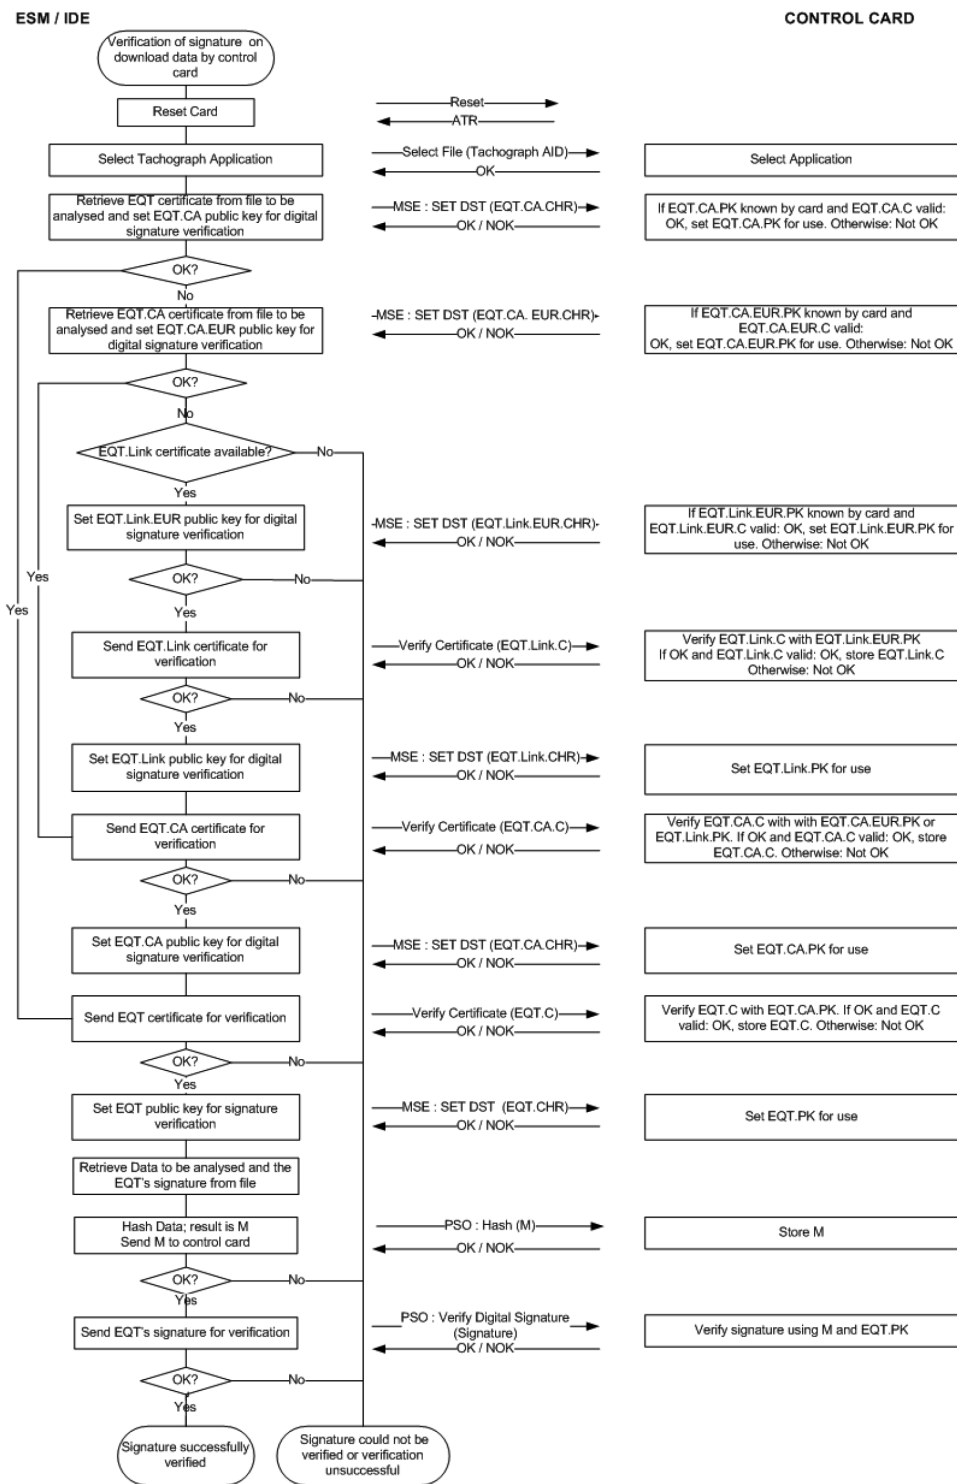 ESM / IDE
CONTROL CARD
Verification of signature on
download data by control
card
Reset Card
Reset
ATR
Select Tachograph Application
Select File (Tachograph AID)
OK
Select Application
Retrieve EQT certificate from file to be
analysed and set EQT.CA public key for digital
signature verification
MSE : SET DST (EQT.CA.CHR)
OK / NOK
If EQT.CA.PK known by card and EQT.CA.C valid:
OK, set EQT.CA.PK for use. Otherwise: Not OK
OK?
No
Retrieve EQT.CA certificate from file to be
analysed and set EQT.CA.EUR public key for
digital signature verification
MSE : SET DST (EQT.CA. EUR.CHR)
OK / NOK
If EQT.CA.EUR.PK known by card and
EQT.CA.EUR.C valid:
OK, set EQT.CA.EUR.PK for use. Otherwise: Not OK
OK?
No
EQT.Link certificate available?
No
Yes
Set EQT.Link.EUR public key for digital
signature verification
MSE : SET DST (EQT.Link.EUR.CHR)
OK / NOK
If EQT.Link.EUR.PK known by card and
EQT.Link.EUR.C valid: OK, set EQT.Link.EUR.PK for
use. Otherwise: Not OK
OK?
No
Yes
Yes
Yes
Send EQT.Link certificate for
verification
Verify Certificate (EQT.Link.C)
OK / NOK
Verify EQT.Link.C with EQT.Link.EUR.PK
If OK and EQT.Link.C valid: OK, store EQT.Link.C
Otherwise: Not OK
OK?
No
Yes
Set EQT.Link public key for digital
signature verification
MSE : SET DST (EQT.Link.CHR)
OK / NOK
Set EQT.Link.PK for use
Send EQT.CA certificate for
verification
Verify Certificate (EQT.CA.C)
OK / NOK
Verify EQT.CA.C with with EQT.CA.EUR.PK or
EQT.Link.PK. If OK and EQT.CA.C valid: OK, store
EQT.CA.C. Otherwise: Not OK
OK?
No
Yes
Set EQT.CA public key for digital
signature verification
MSE : SET DST (EQT.CA.CHR)
OK / NOK
Set EQT.CA.PK for use
Send EQT certificate for verification
Verify Certificate (EQT.C)
OK / NOK
Verify EQT.C with EQT.CA.PK. If OK and EQT.C
valid: OK, store EQT.C. Otherwise: Not OK
OK?
No
Yes
Set EQT public key for signature
verification
MSE : SET DST (EQT.CHR)
OK / NOK
Set EQT.PK for use
Retrieve Data to be analysed and the
EQT's signature from file
Hash Data; result is M
Send M to control card
PSO : Hash (M)
OK / NOK
Store M
OK?
No
Yes
Send EQT's signature for verification
PSO : Verify Digital Signature
(Signature)
OK / NOK
Verify signature using M and EQT.PK
OK?
No
Yes
Signature successfully
verified
Signature could not be
verified or verification
unsuccessful